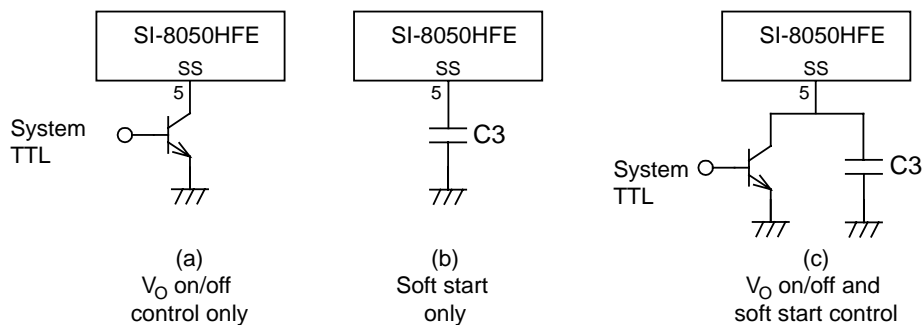 SI-8050HFE
SS
5
System
TTL
(a)
VO on/off
control only
SI-8050HFE
SS
5
C3
(b)
Soft start
only
SI-8050HFE
SS
5
System
TTL
C3
(c)
VO on/off and
soft start control